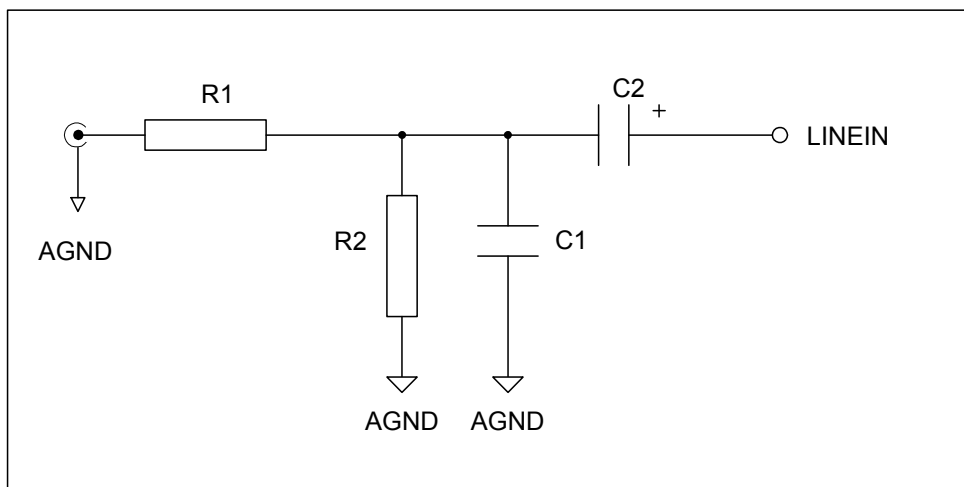 C2
R1
+
LINEIN
R2
C1
AGND
AGND
AGND